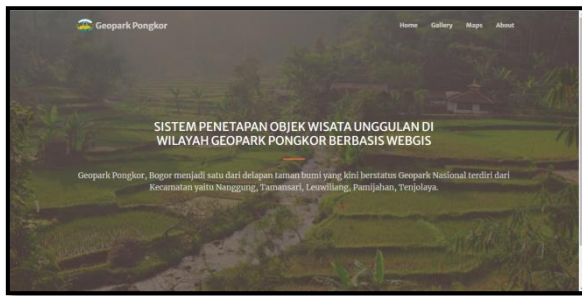 Geopark Pongkor
Home Gallery Maps About
SISTEM PENETAPAN OBJEK WISATA UNGGULAN DI
WILAYAH GEOPARK PONGKOR BERBASIS WEBGIS
Geopark Pongkor, Bogor menjadi satu dari delapan taman bumi yang kini berstatus Geopark Nasional terdiri dari
Kecamatan yaitu Nanggung, Tamansari, Leuwiliang, Pamijahan, Tenjolaya.